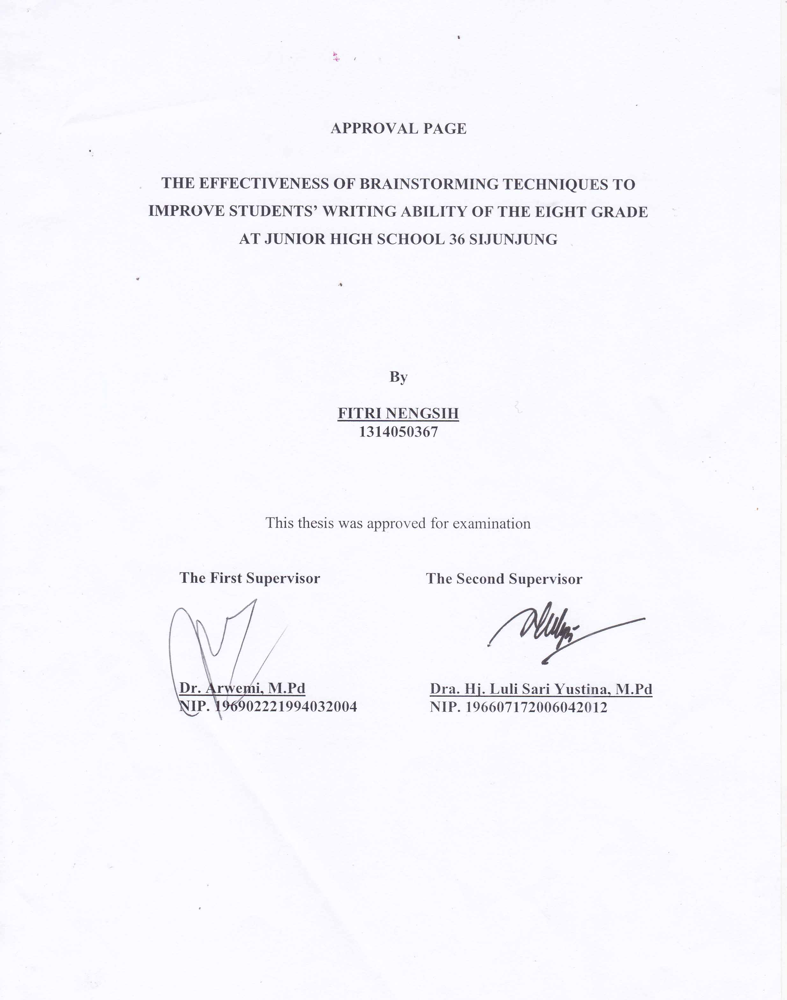 APPROVAL PAGE
THE EFFECTIVENESS OF BRAINSTORMING TECHNIQUES TO
IMPROVE STUDENTS’ WRITING ABILITY OF THE EIGHT GRADE
AT JUNIOR HIGH SCHOOL 36 SIJUNJUNG
By
FITRI NENGSIH
1314050367
This thesis was approved for examination
The First Supervisor
The Second Supervisor
Dr. Arwemi, M.Pd
NIP. 196902221994032004
Dra. Hj. Luli Sari Yustina, M.Pd
NIP. 196607172006042012